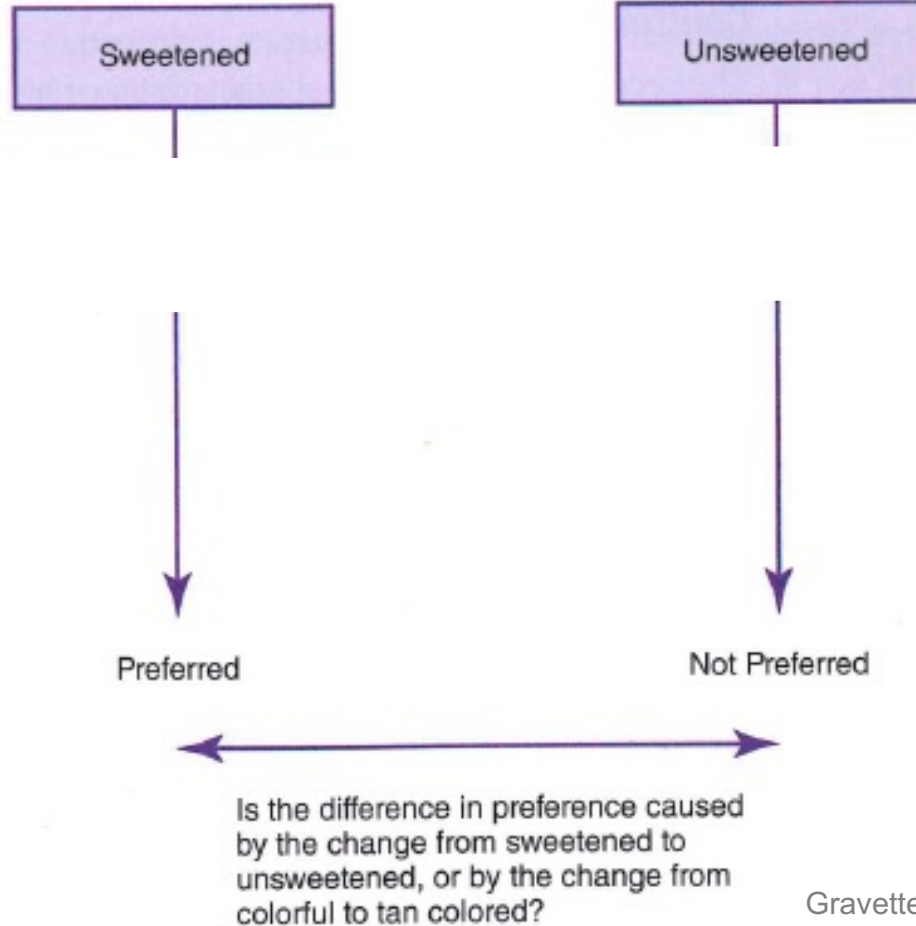 Sweetened
Unsweetened
Preferred
Not Preferred
Is the difference in preference caused
by the change from sweetened to
unsweetened, or by the change from
colorful to tan colored?
Gravette